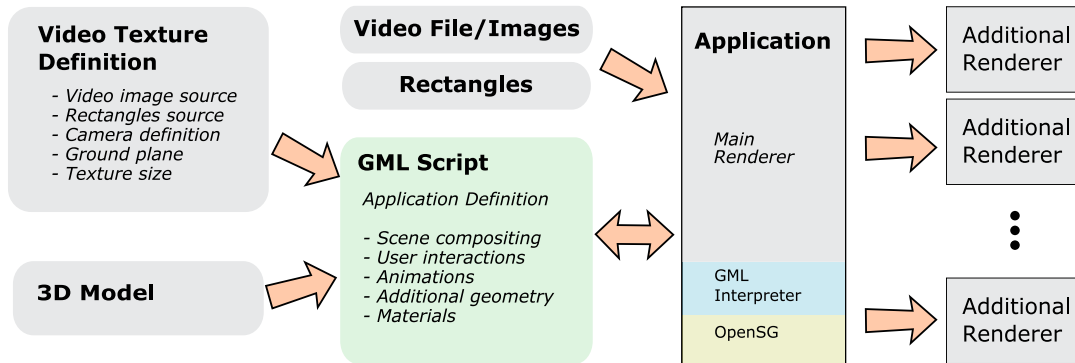 Video Texture
Definition
- Video image source
- Rectangles source
- Camera definition
- Ground plane
- Texture size
3D Model
Video File/Images
Rectangles
GML Script
Application Definition
- Scene compositing
- User interactions
- Animations
- Additional geometry
- Materials
Application
Main
Renderer
GML
Interpreter
OpenSG
Additional
Renderer
Additional
Renderer
Additional
Renderer